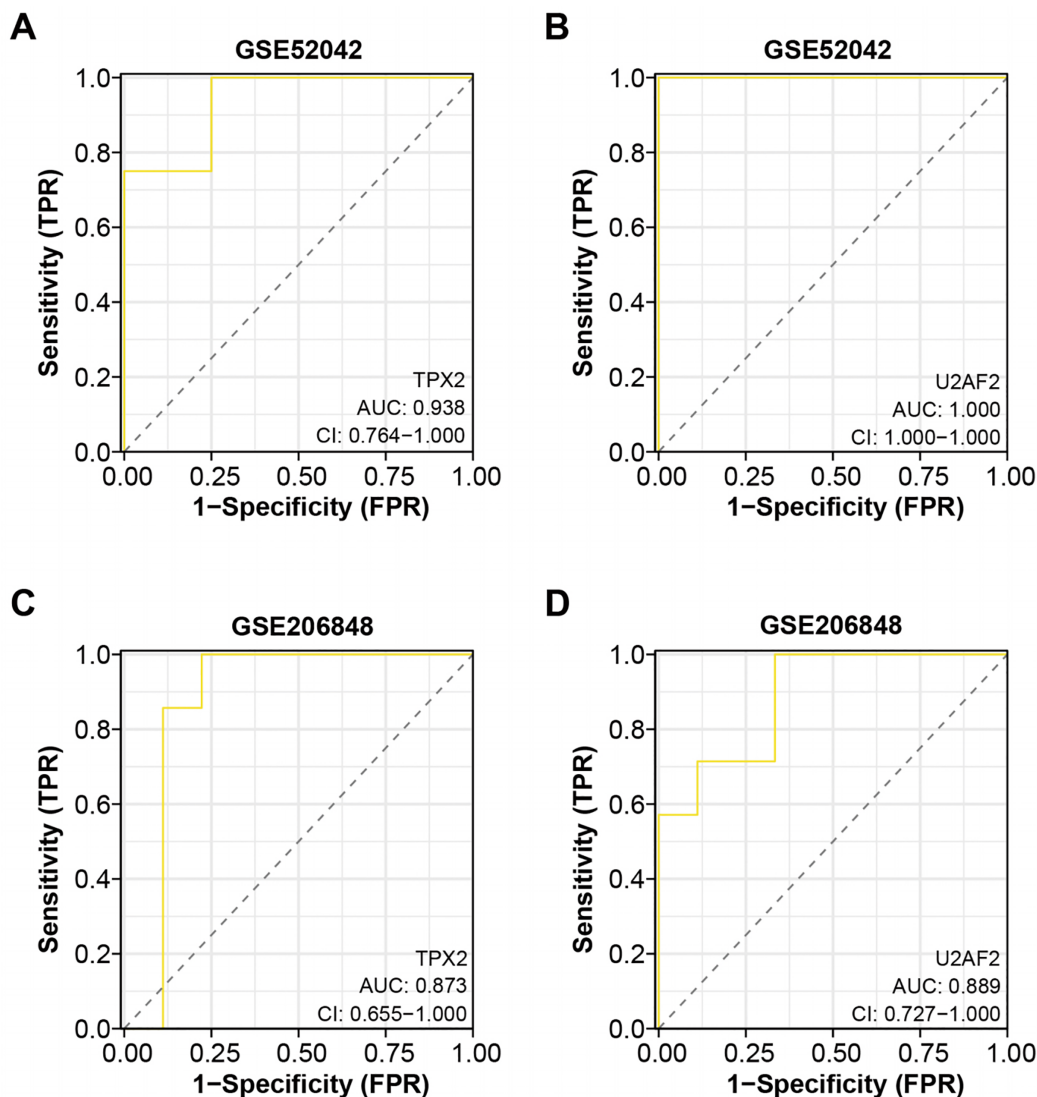 A
GSE52042
1.0
0.8
0.6
0.4
0.2
0.0
Sensitivity (TPR)
TPX2
AUC: 0.938
CI: 0.764−1.000
0.00 0.25 0.50 0.75 1.00
1−Specificity (FPR)
B
GSE52042
1.0
0.8
0.6
0.4
0.2
0.0
Sensitivity (TPR)
U2AF2
AUC: 1.000
CI: 1.000−1.000
0.00 0.25 0.50 0.75 1.00
1−Specificity (FPR)
C
GSE206848
1.0
0.8
0.6
0.4
0.2
0.0
Sensitivity (TPR)
TPX2
AUC: 0.873
CI: 0.655−1.000
0.00 0.25 0.50 0.75 1.00
1−Specificity (FPR)
D
GSE206848
1.0
0.8
0.6
0.4
0.2
0.0
Sensitivity (TPR)
U2AF2
AUC: 0.889
CI: 0.727−1.000
0.00 0.25 0.50 0.75 1.00
1−Specificity (FPR)